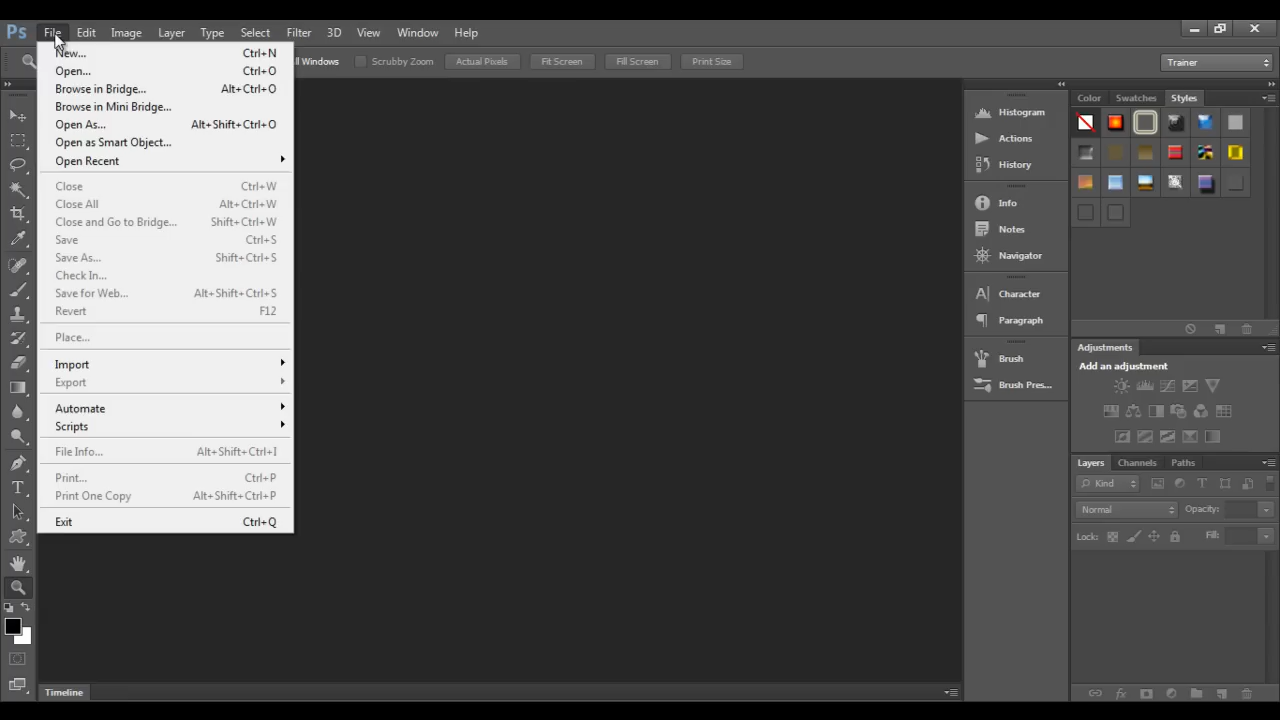 Ps File Edit Image Layer Type Select Filter 3D View Window Help
All Windows Scrubby Zoom Actual Pixels Fit Screen Fill Screen Print Size Trainer
New... Ctrl+N
Open... Ctrl+O
Browse in Bridge... Alt+Ctrl+O
Browse in Mini Bridge...
Open As... Alt+Shift+Ctrl+O
Open as Smart Object...
Open Recent
Close Ctrl+W
Close All Alt+Ctrl+W
Close and Go to Bridge... Shift+Ctrl+W
Save Ctrl+S
Save As... Shift+Ctrl+S
Check In...
Save for Web... Alt+Shift+Ctrl+S
Revert F12
Place...
Import
Export
Automate
Scripts
File Info... Alt+Shift+Ctrl+I
Print... Ctrl+P
Print One Copy Alt+Shift+Ctrl+P
Exit Ctrl+Q
Histogram
Actions
History
Info
Notes
Navigator
Character
Paragraph
Brush
Brush Pres...
Color Swatches Styles
Adjustments
Add an adjustment
Layers Channels Paths
Kind
Normal Opacity:
Lock: Fill:
Timeline